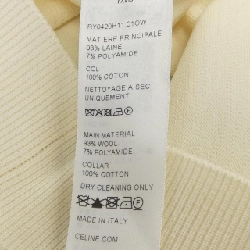 MATIERE PRINCIPALE
93% LAINE
7% POLYAMIDE
COL
100% COTTON
NETTOYAGE A SEC
UNIQUEMENT
MAIN MATERIAL
93% WOOL
7% POLYAMIDE
COLLAR
100% COTTON
DRY CLEANING ONLY
MADE IN ITALY
CELINE.COM